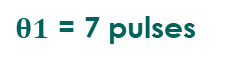 θ1 = 7 pulses